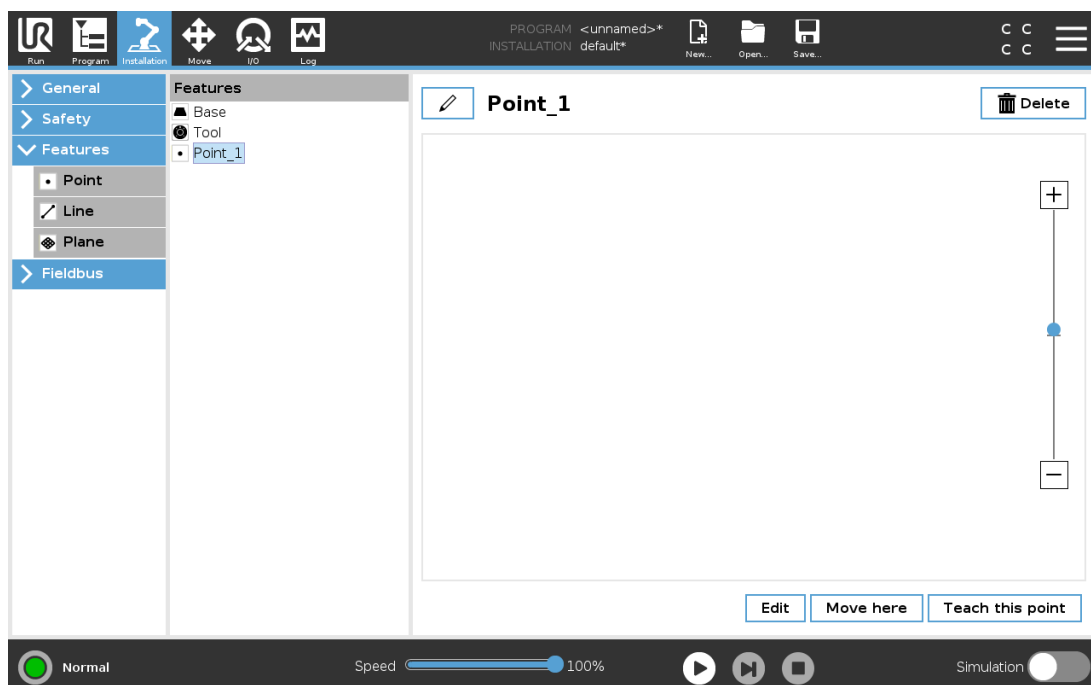 PROGRAM <unnamed>*
INSTALLATION default*
UR
Run
Program
Installation
Move
I/O
Log
New...
Open...
Save...
C C
C C
General
Safety
Features
Point
Line
Plane
Fieldbus
Features
Base
Tool
Point_1
Point_1
Delete
+
−
Edit
Move here
Teach this point
Normal
Speed
100%
Simulation